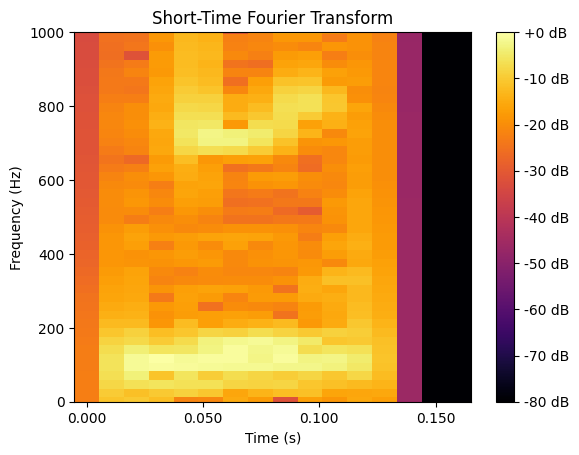 Short-Time Fourier Transform
1000
800
600
400
200
0
Frequency (Hz)
0.000
0.050
0.100
0.150
Time (s)
+0 dB
-10 dB
-20 dB
-30 dB
-40 dB
-50 dB
-60 dB
-70 dB
-80 dB